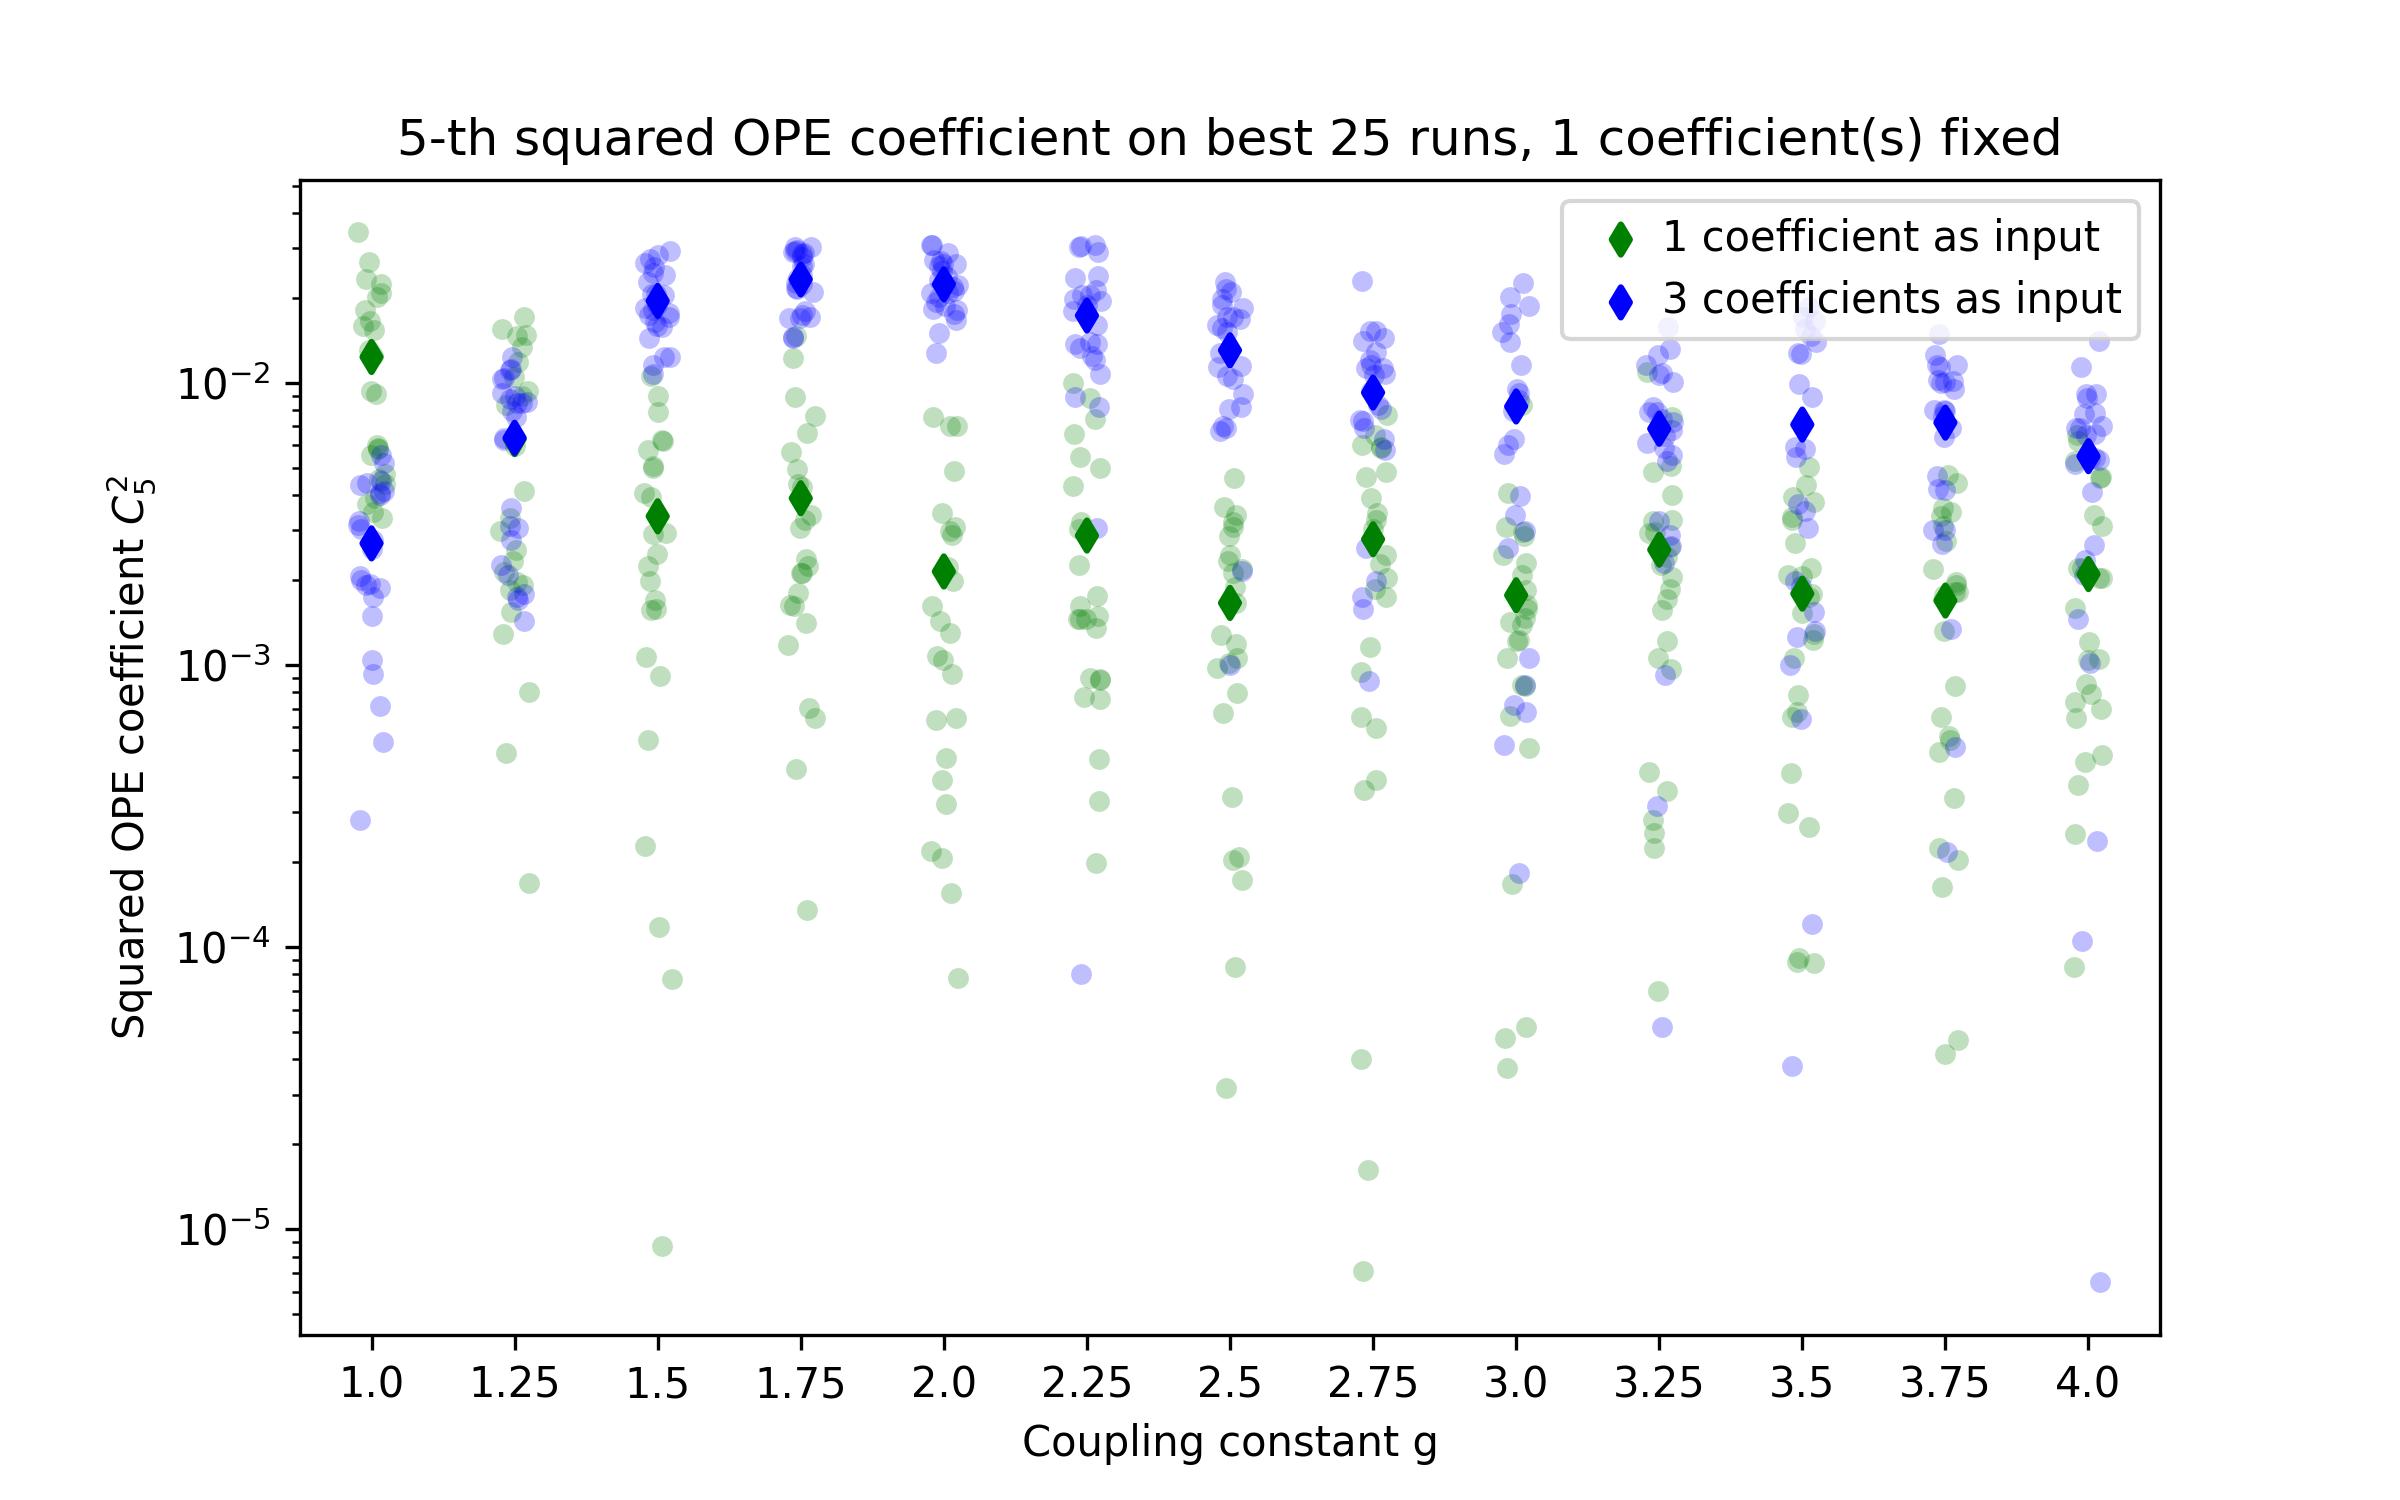 5-th squared OPE coefficient on best 25 runs, 1 coefficient(s) fixed
1 coefficient as input
3 coefficients as input
Squared OPE coefficient $C_5^2$
10⁻²
10⁻³
10⁻⁴
10⁻⁵
1.0 1.25 1.5 1.75 2.0 2.25 2.5 2.75 3.0 3.25 3.5 3.75 4.0
Coupling constant g